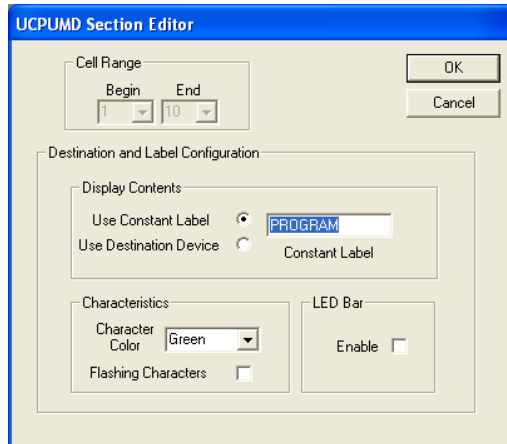 UCPUMD Section Editor
Cell Range
Begin End
1 10
OK
Cancel
Destination and Label Configuration
Display Contents
Use Constant Label PROGRAM
Use Destination Device
Constant Label
Characteristics
Character
Color
Green
Flashing Characters
LED Bar
Enable